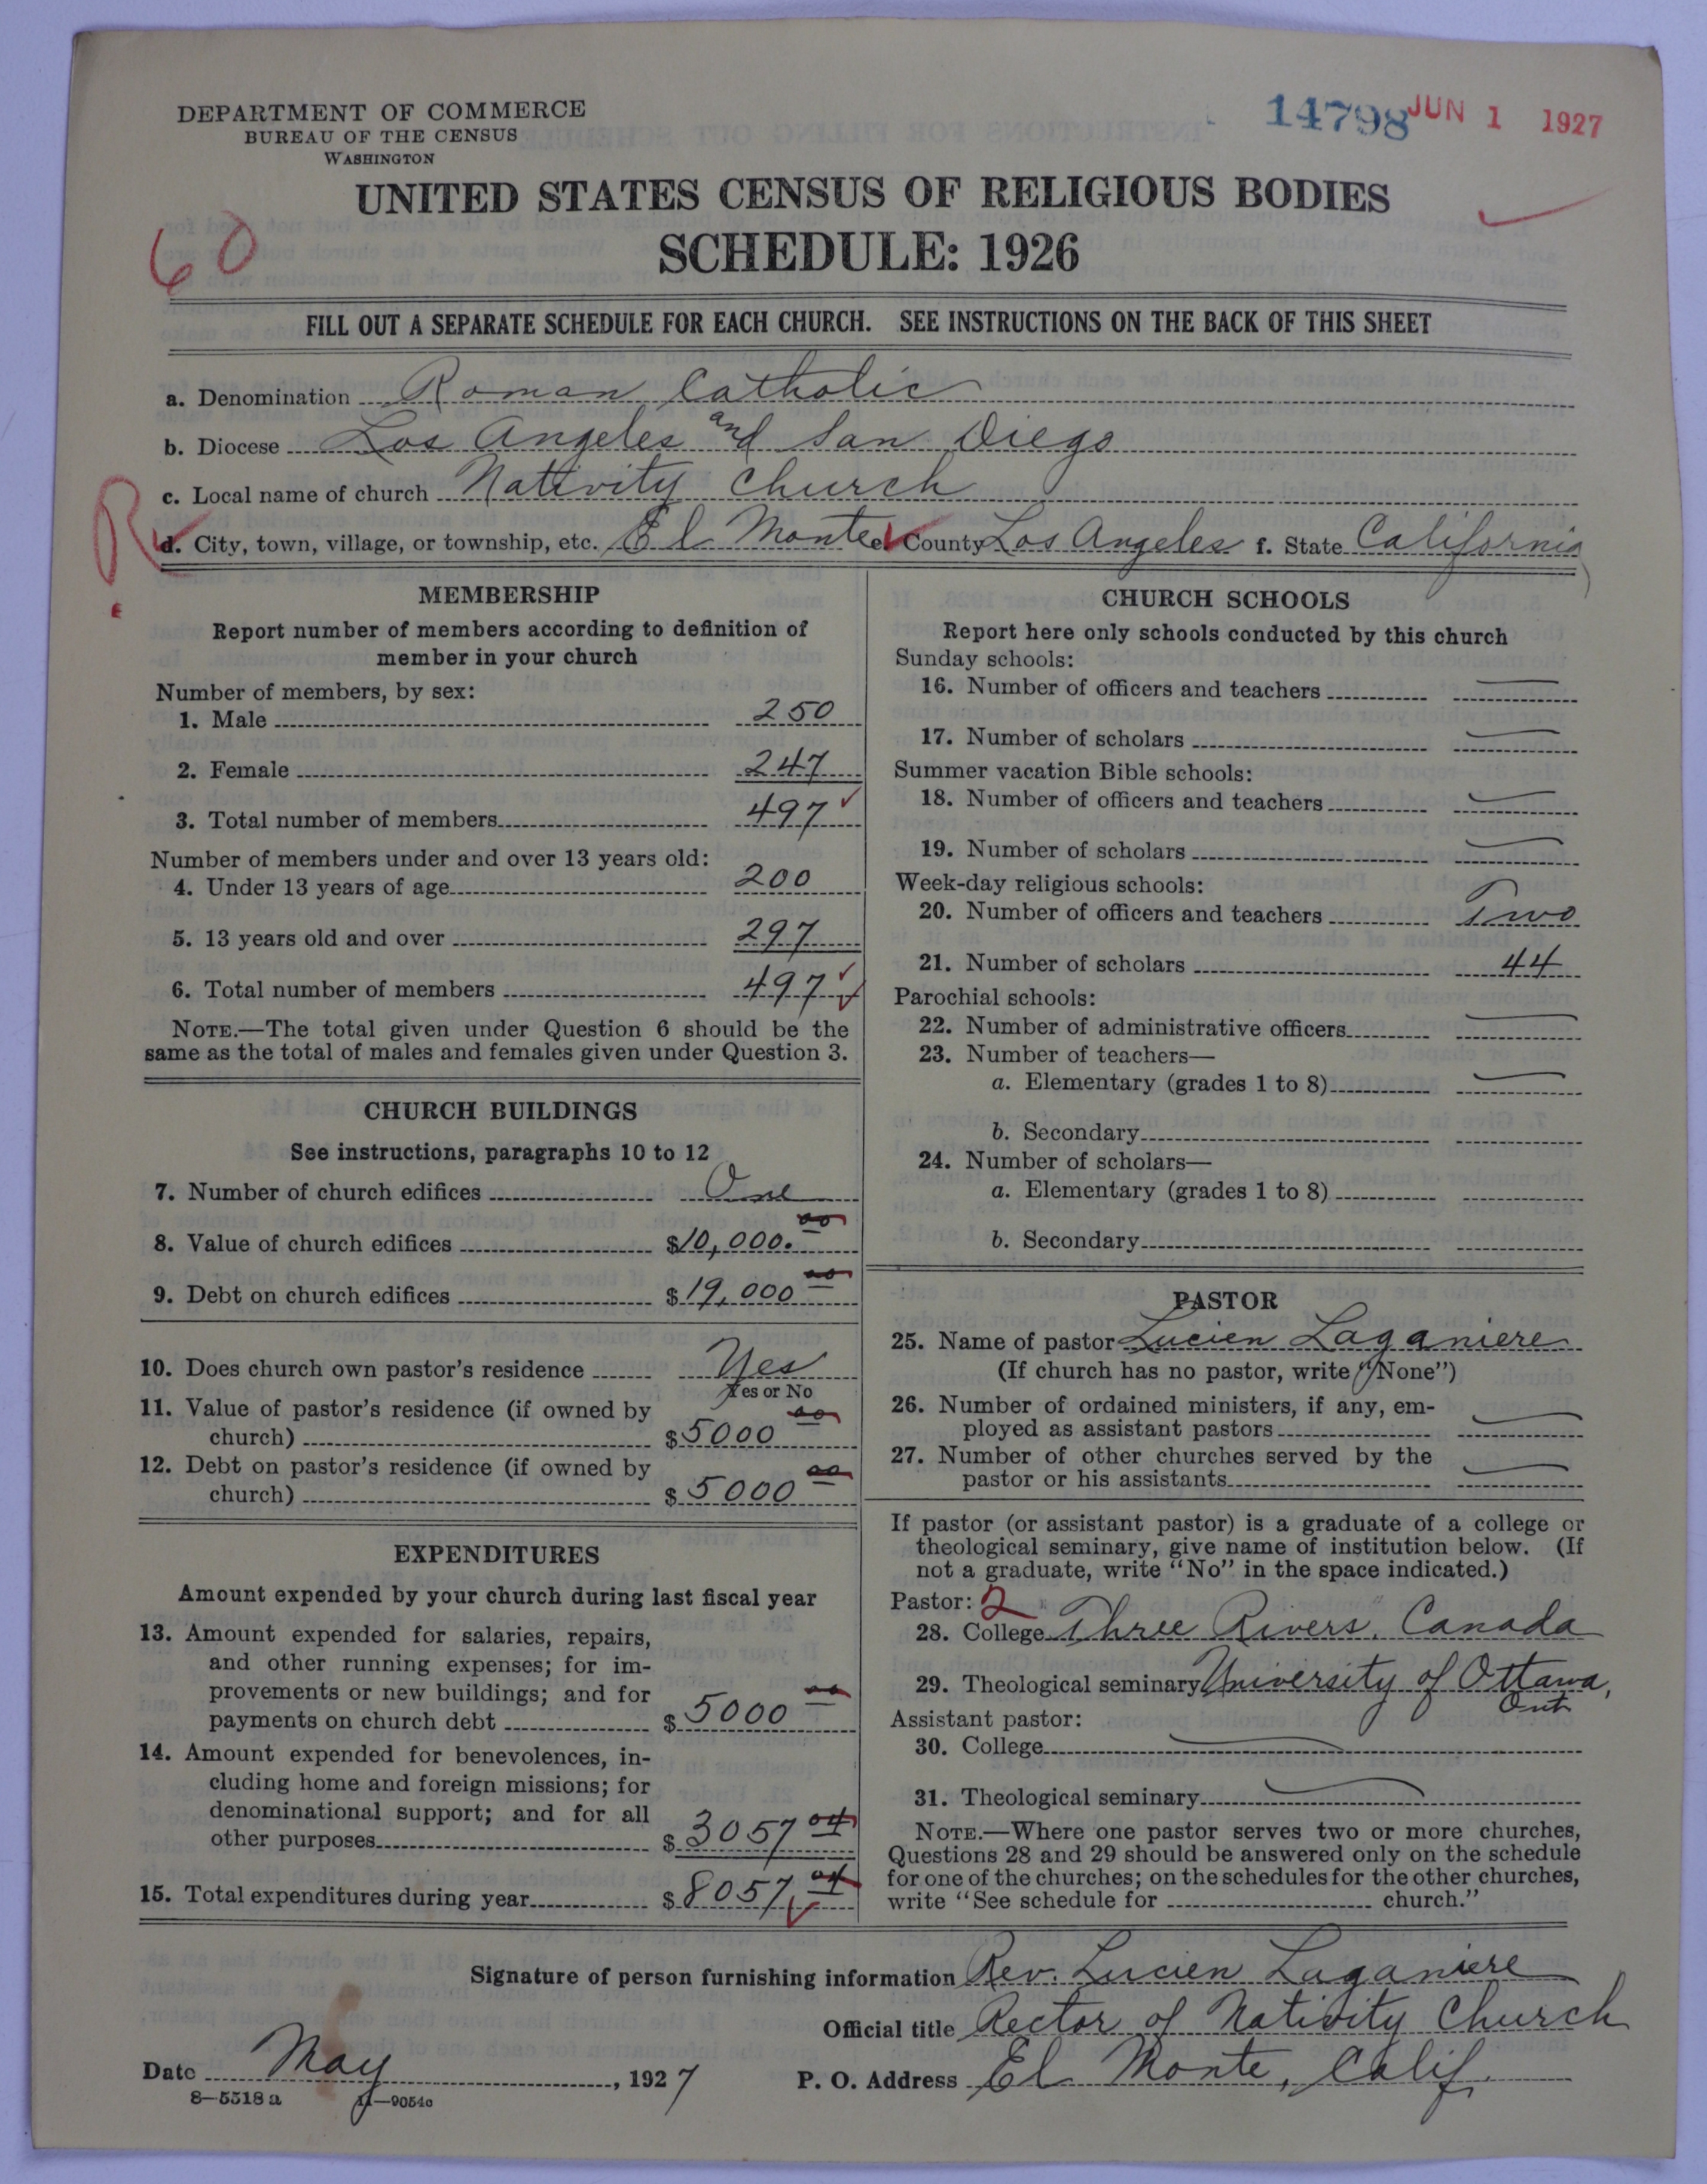 DEPARTMENT OF COMMERCE
BUREAU OF THE CENSUS
WASHINGTON
14798 JUN 1 1927
UNITED STATES CENSUS OF RELIGIOUS BODIES
SCHEDULE: 1926
60
FILL OUT A SEPARATE SCHEDULE FOR EACH CHURCH. SEE INSTRUCTIONS ON THE BACK OF THIS SHEET
a. Denomination Roman Catholic
b. Diocese Los Angeles and San Diego
c. Local name of church Nativity Church
R
d. City, town, village, or township, etc. El Monte e. County Los Angeles f. State California
MEMBERSHIP
Report number of members according to definition of
member in your church
Number of members, by sex:
1. Male 250
2. Female 247
3. Total number of members 497
Number of members under and over 13 years old:
4. Under 13 years of age 200
5. 13 years old and over 297
6. Total number of members 497
NOTE.—The total given under Question 6 should be the
same as the total of males and females given under Question 3.
CHURCH BUILDINGS
See instructions, paragraphs 10 to 12
7. Number of church edifices One
8. Value of church edifices $10,000.00
9. Debt on church edifices $19,000 00
10. Does church own pastor's residence Yes
Yes or No
11. Value of pastor's residence (if owned by
church) $5000 00
12. Debt on pastor's residence (if owned by
church) $5000 00
EXPENDITURES
Amount expended by your church during last fiscal year
13. Amount expended for salaries, repairs,
and other running expenses; for im-
provements or new buildings; and for
payments on church debt $5000 00
14. Amount expended for benevolences, in-
cluding home and foreign missions; for
denominational support; and for all
other purposes $3057 04
15. Total expenditures during year $8057 04
CHURCH SCHOOLS
Report here only schools conducted by this church
Sunday schools:
16. Number of officers and teachers
17. Number of scholars
Summer vacation Bible schools:
18. Number of officers and teachers
19. Number of scholars
Week-day religious schools:
20. Number of officers and teachers Two
21. Number of scholars 44
Parochial schools:
22. Number of administrative officers
23. Number of teachers—
a. Elementary (grades 1 to 8)
b. Secondary
24. Number of scholars—
a. Elementary (grades 1 to 8)
b. Secondary
PASTOR
25. Name of pastor Lucien Laganiere
(If church has no pastor, write "None")
26. Number of ordained ministers, if any, em-
ployed as assistant pastors
27. Number of other churches served by the
pastor or his assistants
If pastor (or assistant pastor) is a graduate of a college or
theological seminary, give name of institution below. (If
not a graduate, write "No" in the space indicated.)
Pastor: 2
28. College Three Rivers, Canada
29. Theological seminary University of Ottawa,
Ont
Assistant pastor:
30. College
31. Theological seminary
NOTE.—Where one pastor serves two or more churches,
Questions 28 and 29 should be answered only on the schedule
for one of the churches; on the schedules for the other churches,
write "See schedule for church."
Signature of person furnishing information Rev. Lucien Laganiere
Official title Rector of Nativity Church
Date May, 1927 P. O. Address El Monte, Calif.
8—5518 a 11—9054c